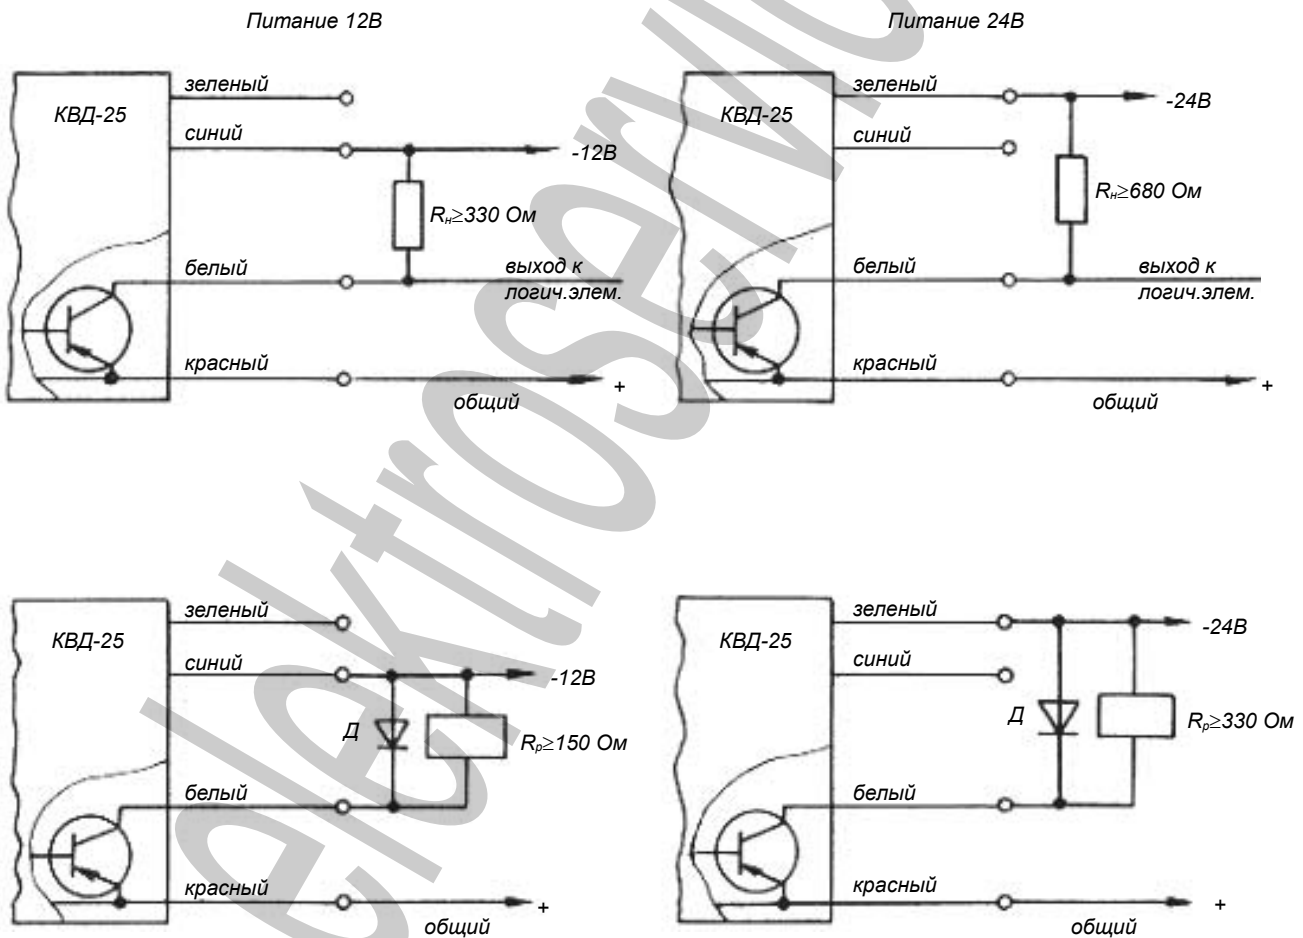 Питание 12В
Питание 24В
зеленый
КВД-25
синий
-12В
Rн≥330 Ом
белый
выход к
логич.элем.
красный
+
общий
зеленый
-24В
КВД-25
синий
Rн≥680 Ом
белый
выход к
логич.элем.
красный
+
общий
зеленый
КВД-25
синий
-12В
Д
Rр≥150 Ом
белый
красный
+
общий
зеленый
-24В
КВД-25
синий
Д
Rр≥330 Ом
белый
красный
+
общий
elektroservic